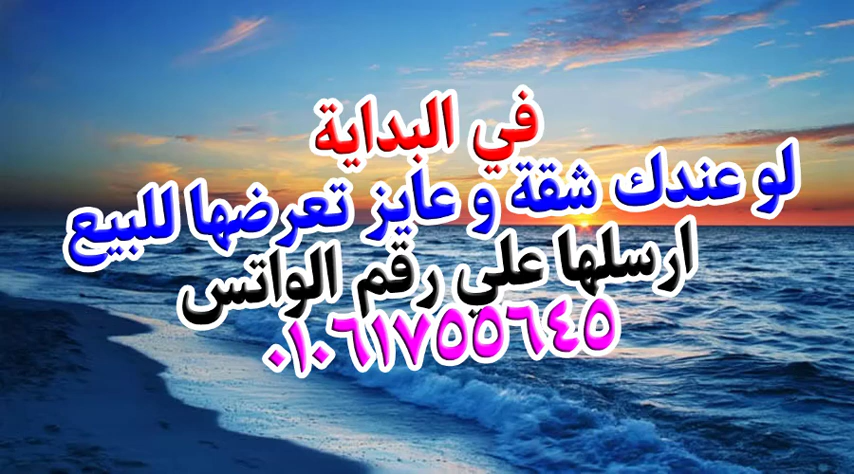 في البداية
لو عندك شقة و عايز تعرضها للبيع
ارسلها علي رقم الواتس
٠١٠٦١٧٥٥٦٤٥